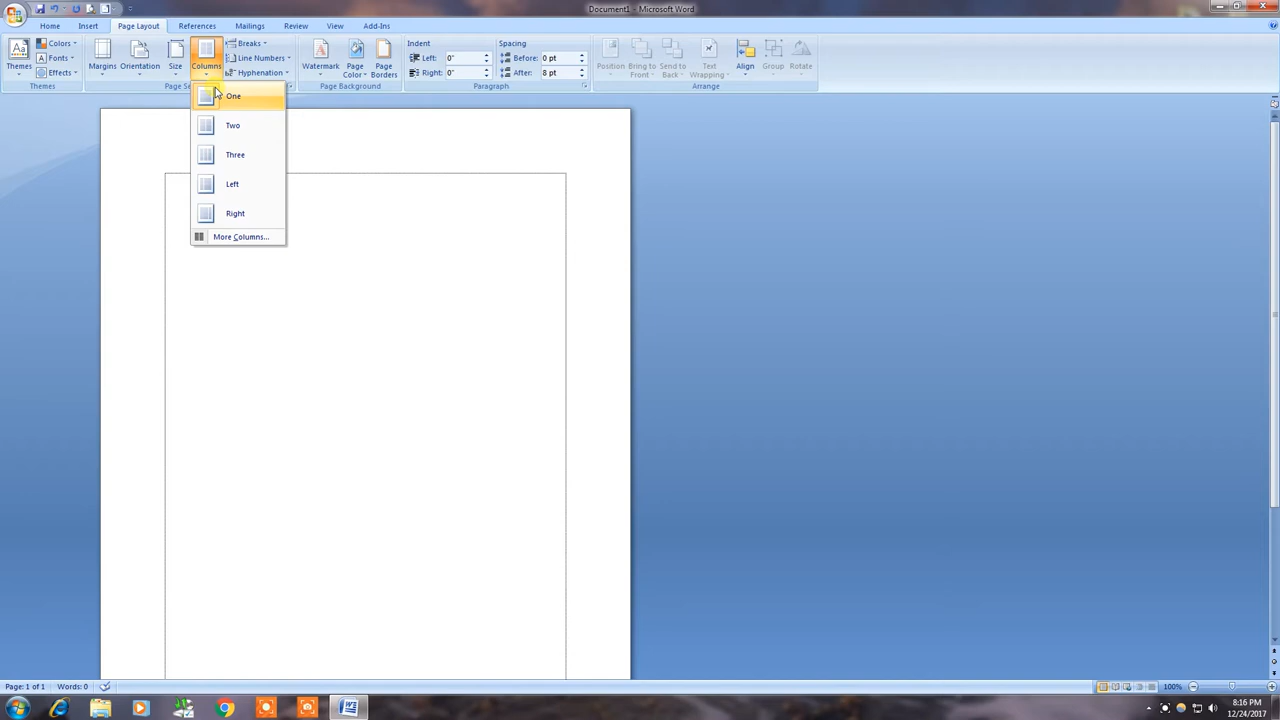 Document1 - Microsoft Word
Home Insert Page Layout References Mailings Review View Add-Ins
Themes
Colors
Fonts
Effects
Themes
Margins
Orientation
Size
Columns
Breaks
Line Numbers
Hyphenation
Page Se
Watermark
Page Color
Page Borders
Page Background
Indent
Left: 0"
Right: 0"
Spacing
Before: 0 pt
After: 8 pt
Paragraph
Position
Bring to Front
Send to Back
Text Wrapping
Align
Group
Rotate
Arrange
One
Two
Three
Left
Right
More Columns...
Page: 1 of 1 Words: 0
100%
8:16 PM
12/24/2017